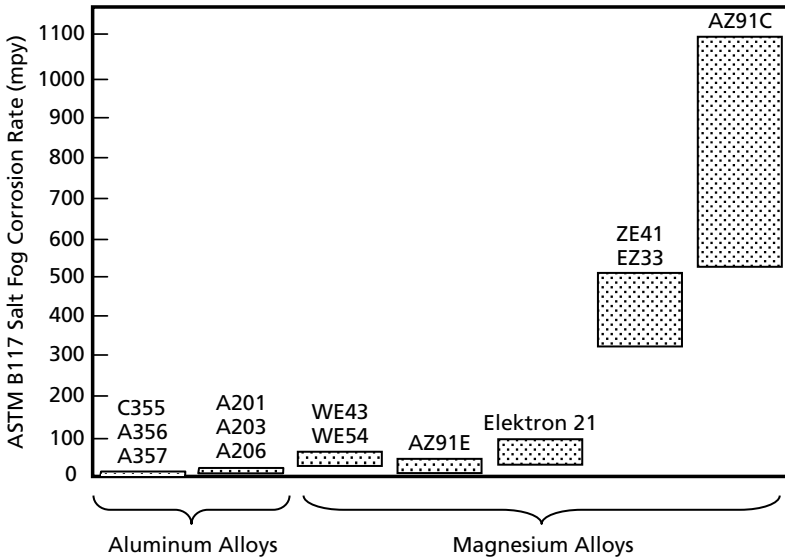 ASTM B117 Salt Fog Corrosion Rate (mpy)
1100
1000
900
800
700
600
500
400
300
200
100
0
C355
A356
A357
A201
A203
A206
WE43
WE54
AZ91E
Elektron 21
ZE41
EZ33
AZ91C
Aluminum Alloys
Magnesium Alloys